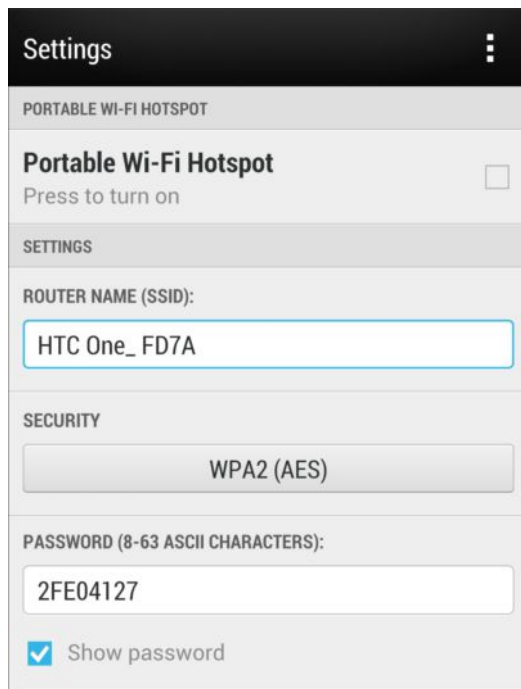 Settings
PORTABLE WI-FI HOTSPOT
Portable Wi-Fi Hotspot
Press to turn on
SETTINGS
ROUTER NAME (SSID):
HTC One_ FD7A
SECURITY
WPA2 (AES)
PASSWORD (8-63 ASCII CHARACTERS):
2FE04127
Show password